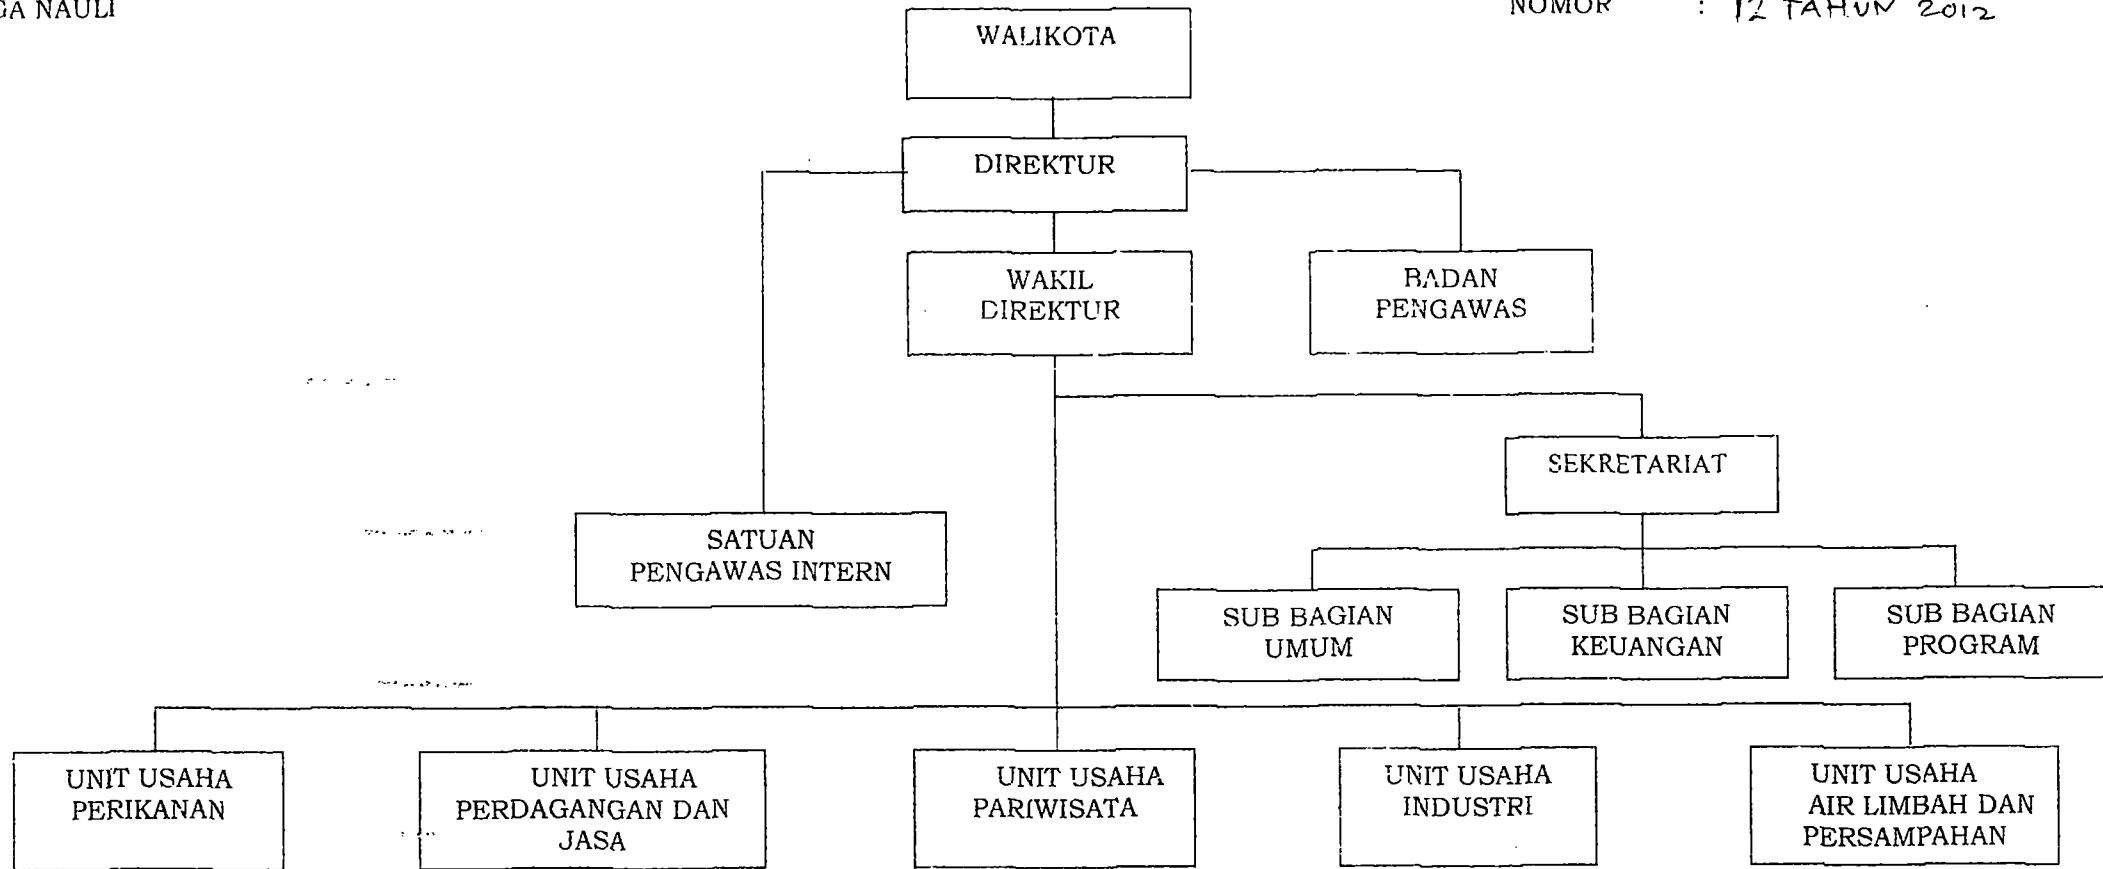 GA NAULI
NOMOR : 12 TAHUN 2012
WALIKOTA
DIREKTUR
WAKIL
DIREKTUR
BADAN
PENGAWAS
SEKRETARIAT
SATUAN
PENGAWAS INTERN
SUB BAGIAN
UMUM
SUB BAGIAN
KEUANGAN
SUB BAGIAN
PROGRAM
UNIT USAHA
PERIKANAN
UNIT USAHA
PERDAGANGAN DAN
JASA
UNIT USAHA
PARIWISATA
UNIT USAHA
INDUSTRI
UNIT USAHA
AIR LIMBAH DAN
PERSAMPAHAN